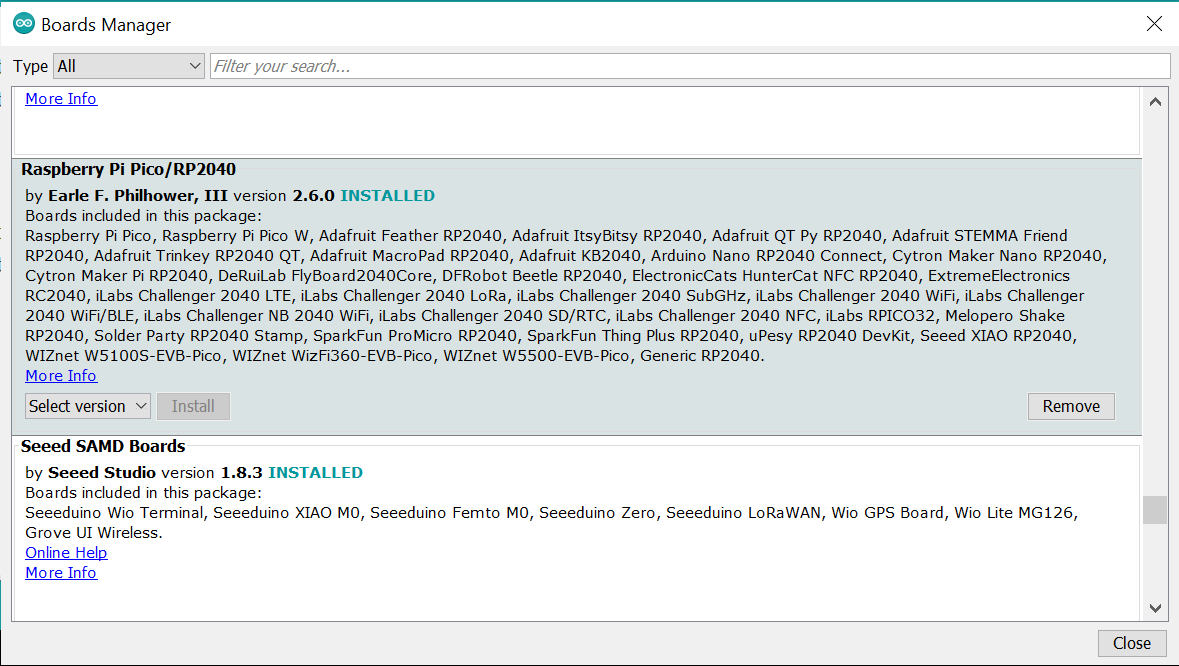 Boards Manager
Type All Filter your search...
More Info
Raspberry Pi Pico/RP2040
by Earle F. Philhower, III version 2.6.0 INSTALLED
Boards included in this package:
Raspberry Pi Pico, Raspberry Pi Pico W, Adafruit Feather RP2040, Adafruit ItsyBitsy RP2040, Adafruit QT Py RP2040, Adafruit STEMMA Friend
RP2040, Adafruit Trinkey RP2040 QT, Adafruit MacroPad RP2040, Adafruit KB2040, Arduino Nano RP2040 Connect, Cytron Maker Nano RP2040,
Cytron Maker Pi RP2040, DeRuiLab FlyBoard2040Core, DFRobot Beetle RP2040, ElectronicCats HunterCat NFC RP2040, ExtremeElectronics
RC2040, iLabs Challenger 2040 LTE, iLabs Challenger 2040 LoRa, iLabs Challenger 2040 SubGHz, iLabs Challenger 2040 WiFi, iLabs Challenger
2040 WiFi/BLE, iLabs Challenger NB 2040 WiFi, iLabs Challenger 2040 SD/RTC, iLabs Challenger 2040 NFC, iLabs RPICO32, Melopero Shake
RP2040, Solder Party RP2040 Stamp, SparkFun ProMicro RP2040, SparkFun Thing Plus RP2040, uPesy RP2040 DevKit, Seeed XIAO RP2040,
WIZnet W5100S-EVB-Pico, WIZnet WizFi360-EVB-Pico, WIZnet W5500-EVB-Pico, Generic RP2040.
More Info
Select version Install Remove
Seeed SAMD Boards
by Seeed Studio version 1.8.3 INSTALLED
Boards included in this package:
Seeeduino Wio Terminal, Seeeduino XIAO M0, Seeeduino Femto M0, Seeeduino Zero, Seeeduino LoRaWAN, Wio GPS Board, Wio Lite MG126,
Grove UI Wireless.
Online Help
More Info
Close